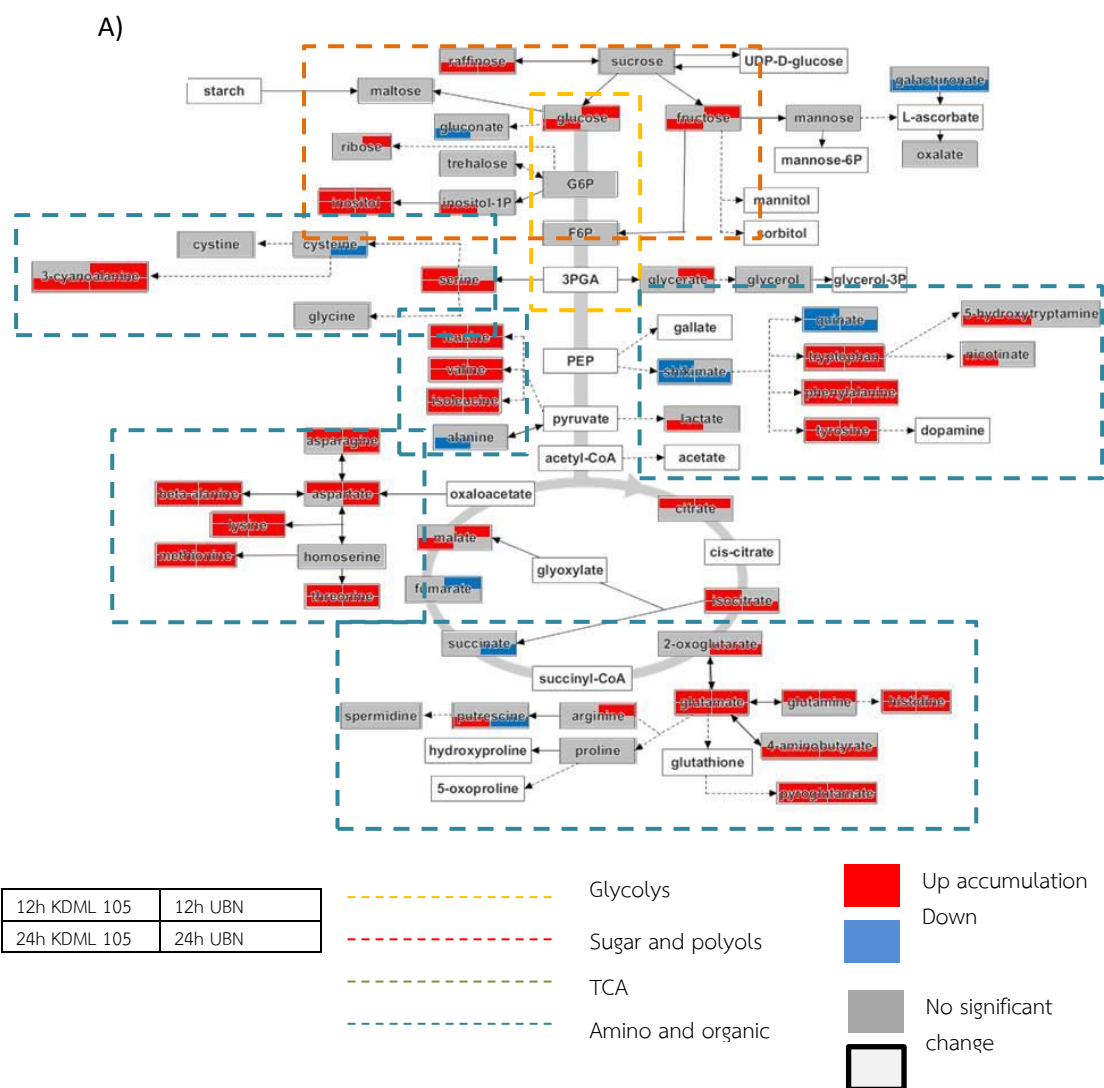 A)
raffinose
sucrose
UDP-D-glucose
starch
maltose
galacturonate
gluconate
glucose
fructose
mannose
L-ascorbate
ribose
trehalose
mannose-6P
oxalate
G6P
inositol
inositol-1P
mannitol
F6P
sorbitol
cystine
cysteine
3-cyanoalanine
serine
3PGA
glycerate
glycerol
glycerol-3P
glycine
gallate
quinate
5-hydroxytryptamine
leucine
PEP
shikimate
tryptophan
nicotinate
valine
isoleucine
phenylalanine
pyruvate
lactate
tyrosine
dopamine
alanine
asparagine
acetyl-CoA
acetate
beta-alanine
aspartate
oxaloacetate
citrate
lysine
malate
cis-citrate
methionine
homoserine
glyoxylate
fumarate
threonine
isocitrate
succinate
2-oxoglutarate
succinyl-CoA
spermidine
putrescine
arginine
glutamate
glutamine
histidine
hydroxyproline
proline
glutathione
4-aminobutyrate
5-oxoproline
pyroglutamate
12h KDML 105 12h UBN
24h KDML 105 24h UBN
Glycolys
Sugar and polyols
TCA
Amino and organic
Up accumulation
Down
No significant
change